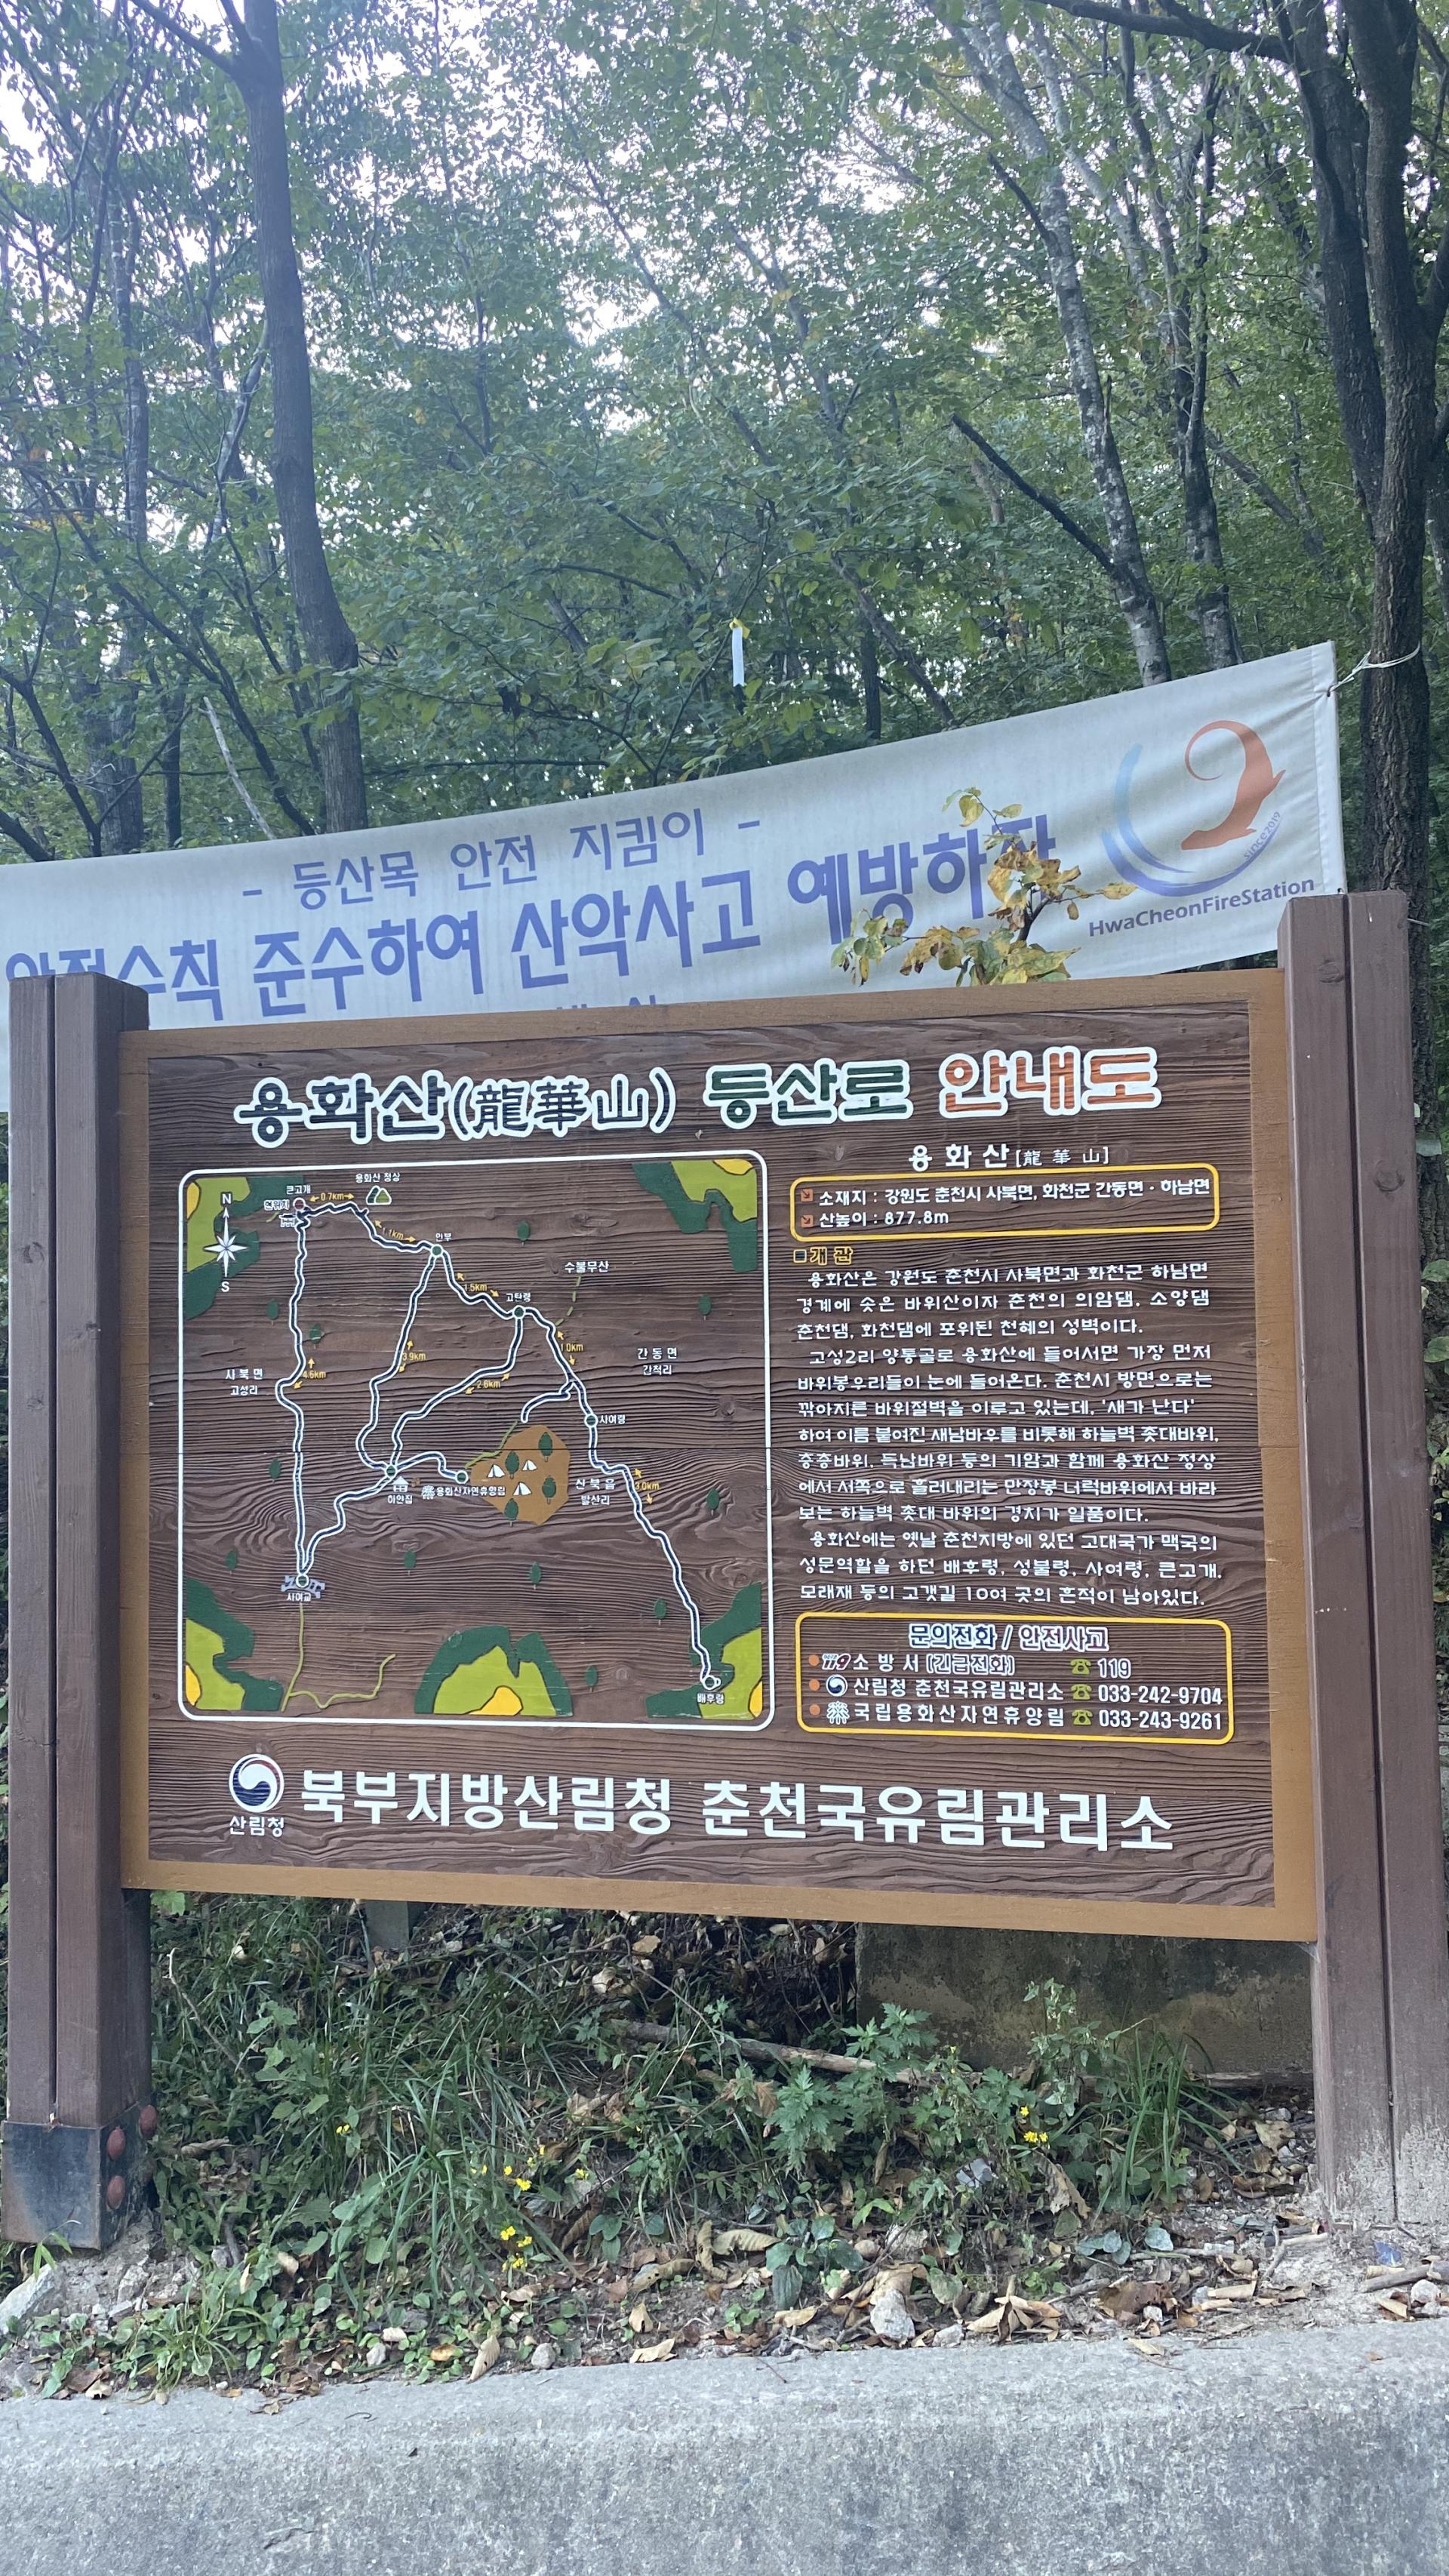 - 등산목 안전 지킴이 -
안전수칙 준수하여 산악사고 예방하자
since2019
HwaCheonFireStation
용화산(龍華山) 등산로 안내도
N
S
큰고개
현위치
0.7km
용화산 정상
1.1km
안부
1.5km
고탄령
수불무산
1.0km
간동면
간척리
사북면
고성리
4.6km
3.9km
2.6km
사여령
산북읍
발산리
용화산자연휴양림
사여교
배후령
용화산[龍華山]
소재지 : 강원도 춘천시 사북면, 화천군 간동면 · 하남면
산높이 : 877.8m
개관
용화산은 강원도 춘천시 사북면과 화천군 하남면
경계에 솟은 바위산이자 춘천의 의암댐. 소양댐
춘천댐, 화천댐에 포위된 천혜의 성벽이다.
고성2리 양통골로 용화산에 들어서면 가장 먼저
바위봉우리들이 눈에 들어온다. 춘천시 방면으로는
깎아지른 바위절벽을 이루고 있는데, '새가 난다'
하여 이름 붙여진 새남바우를 비롯해 하늘벽 촛대바위,
층층바위, 득남바위 등의 기암과 함께 용화산 정상
에서 서쪽으로 흘러내리는 만장봉 너럭바위에서 바라
보는 하늘벽 촛대 바위의 경치가 일품이다.
용화산에는 옛날 춘천지방에 있던 고대국가 맥국의
성문역할을 하던 배후령, 성불령, 사여령, 큰고개,
모래재 등의 고갯길 10여 곳의 흔적이 남아있다.
문의전화 / 안전사고
119 소방서 (긴급전화) ☎ 119
산림청 춘천국유림관리소 ☎ 033-242-9704
국립용화산자연휴양림 ☎ 033-243-9261
산림청
북부지방산림청 춘천국유림관리소